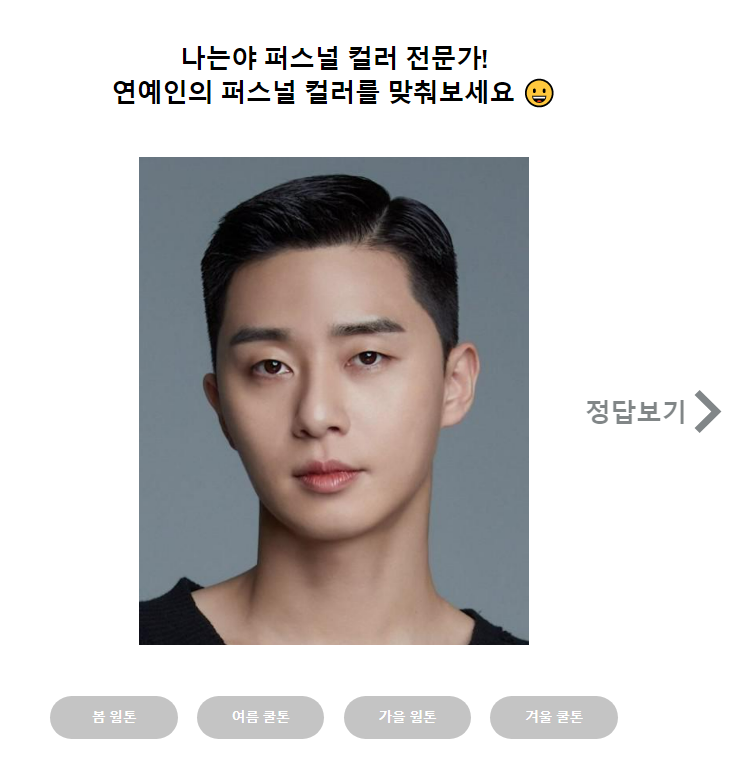 나는야 퍼스널 컬러 전문가!
연예인의 퍼스널 컬러를 맞춰보세요 😀
정답보기
봄 웜톤
여름 쿨톤
가을 웜톤
겨울 쿨톤